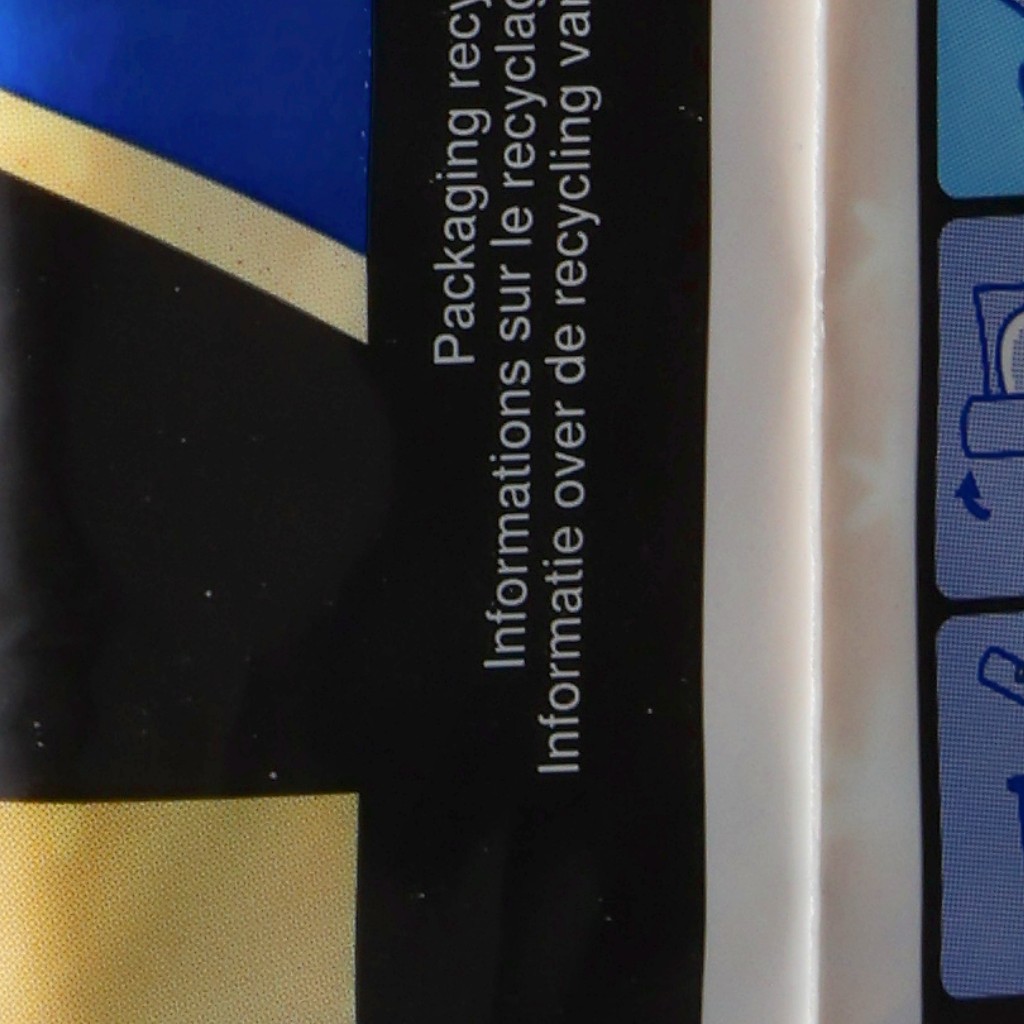 Packaging
Informations sur le
Informatie over de recycling